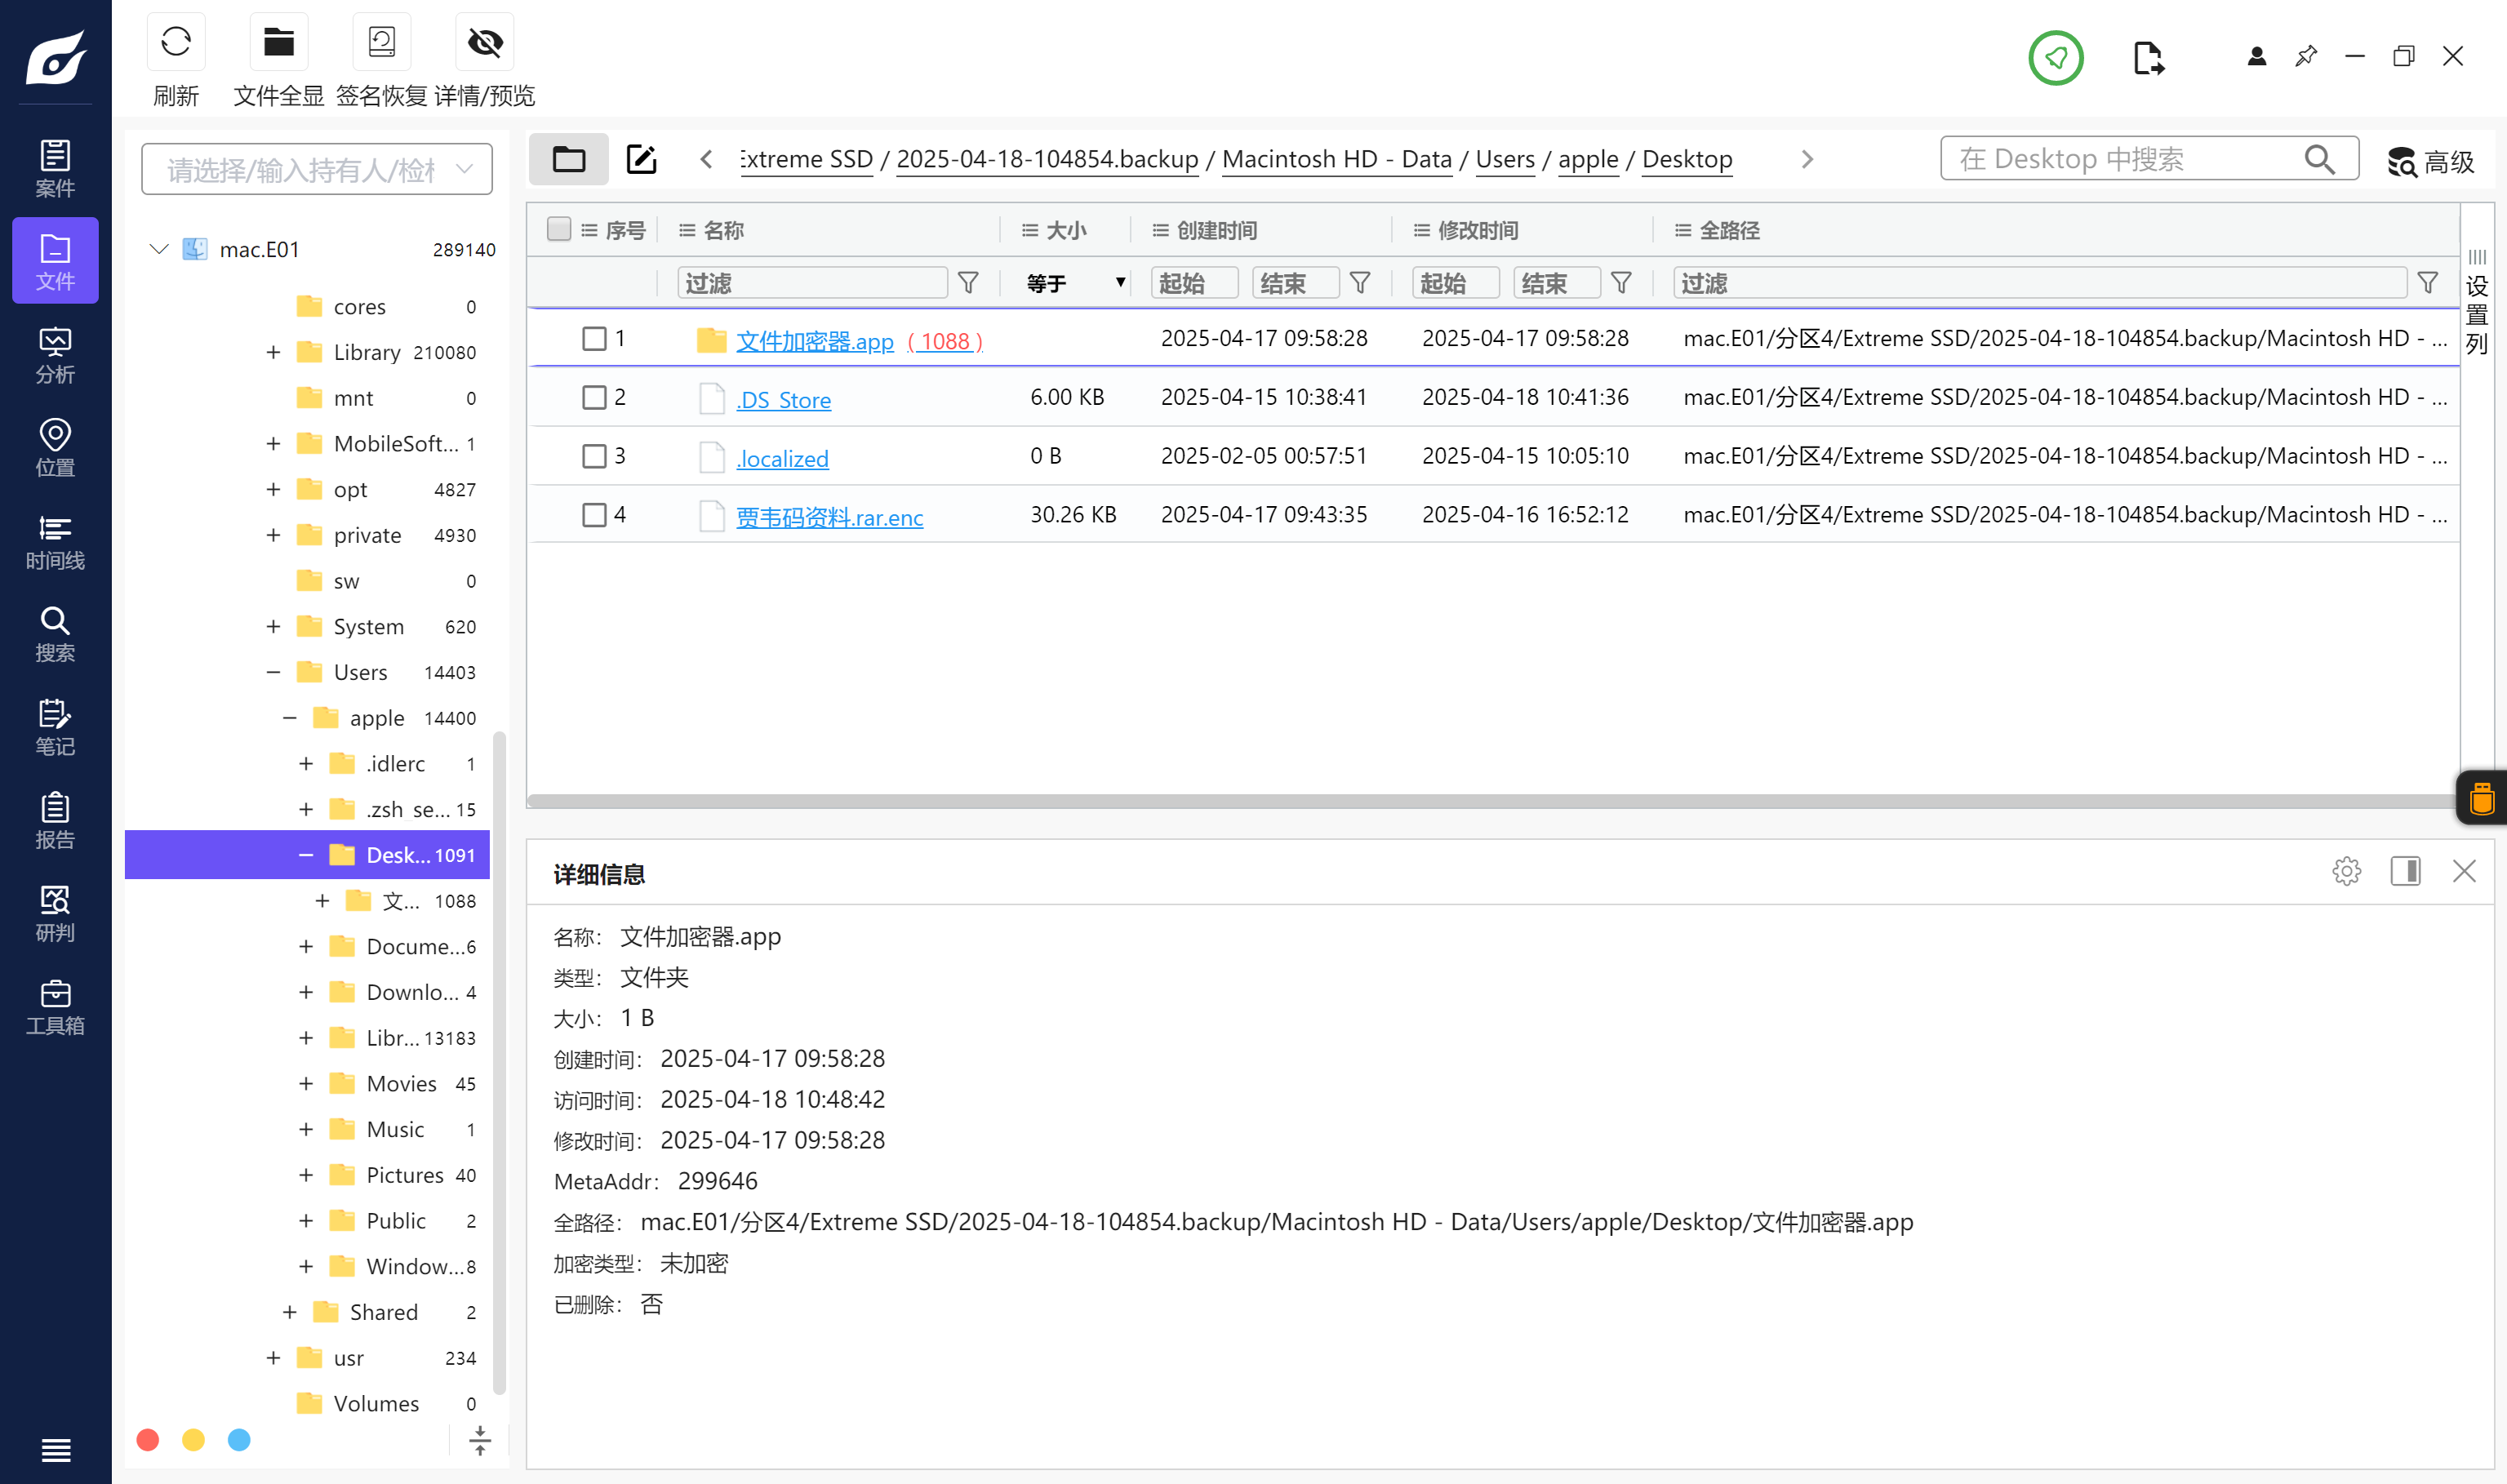 刷新
文件全显
签名恢复
详情/预览
案件
文件
分析
位置
时间线
搜索
笔记
报告
研判
工具箱
请选择/输入持有人/检材
mac.E01 289140
cores 0
Library 210080
mnt 0
MobileSoft... 1
opt 4827
private 4930
sw 0
System 620
Users 14403
apple 14400
.idlerc 1
.zsh_se... 15
Desk... 1091
文... 1088
Docume... 6
Downlo... 4
Libr... 13183
Movies 45
Music 1
Pictures 40
Public 2
Window... 8
Shared 2
usr 234
Volumes 0
Extreme SSD / 2025-04-18-104854.backup / Macintosh HD - Data / Users / apple / Desktop
在 Desktop 中搜索
高级
序号 名称 大小 创建时间 修改时间 全路径
过滤 等于 起始 结束 起始 结束 过滤
1 文件加密器.app ( 1088 ) 2025-04-17 09:58:28 2025-04-17 09:58:28 mac.E01/分区4/Extreme SSD/2025-04-18-104854.backup/Macintosh HD - ...
2 .DS_Store 6.00 KB 2025-04-15 10:38:41 2025-04-18 10:41:36 mac.E01/分区4/Extreme SSD/2025-04-18-104854.backup/Macintosh HD - ...
3 .localized 0 B 2025-02-05 00:57:51 2025-04-15 10:05:10 mac.E01/分区4/Extreme SSD/2025-04-18-104854.backup/Macintosh HD - ...
4 贾韦码资料.rar.enc 30.26 KB 2025-04-17 09:43:35 2025-04-16 16:52:12 mac.E01/分区4/Extreme SSD/2025-04-18-104854.backup/Macintosh HD - ...
设置列
详细信息
名称： 文件加密器.app
类型： 文件夹
大小： 1 B
创建时间： 2025-04-17 09:58:28
访问时间： 2025-04-18 10:48:42
修改时间： 2025-04-17 09:58:28
MetaAddr： 299646
全路径： mac.E01/分区4/Extreme SSD/2025-04-18-104854.backup/Macintosh HD - Data/Users/apple/Desktop/文件加密器.app
加密类型： 未加密
已删除： 否